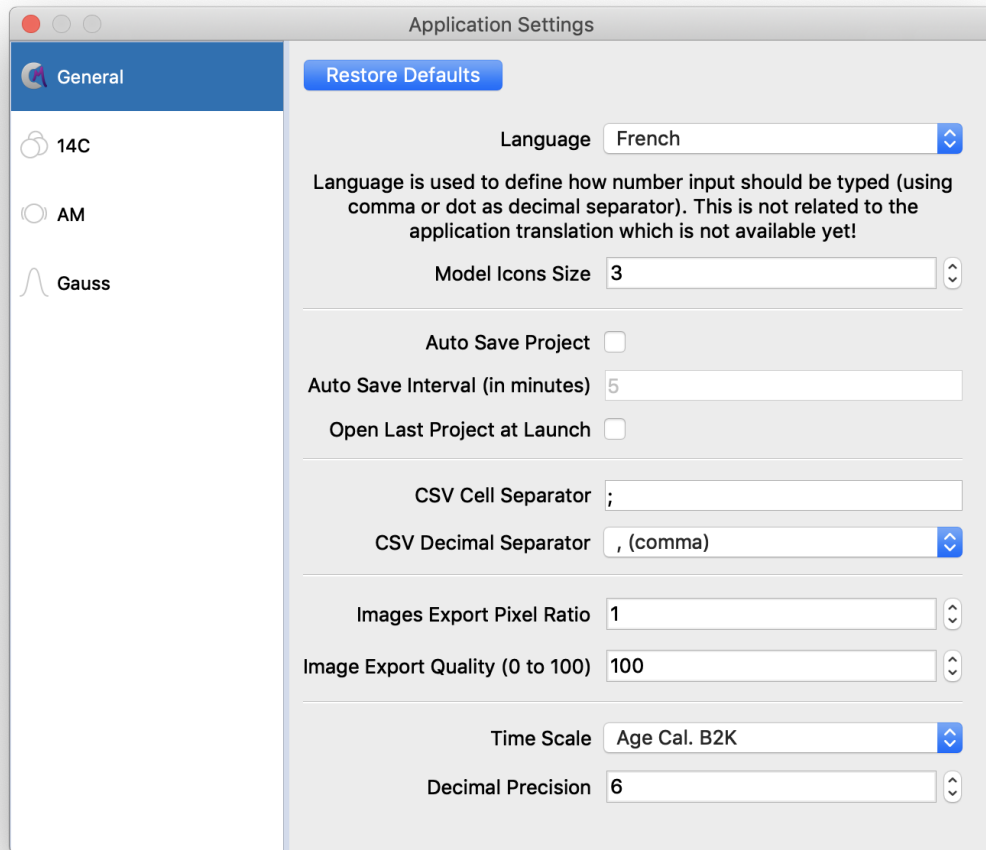 Application Settings
General
14C
AM
Gauss
Restore Defaults
Language French
Language is used to define how number input should be typed (using
comma or dot as decimal separator). This is not related to the
application translation which is not available yet!
Model Icons Size 3
Auto Save Project
Auto Save Interval (in minutes) 5
Open Last Project at Launch
CSV Cell Separator ;
CSV Decimal Separator , (comma)
Images Export Pixel Ratio 1
Image Export Quality (0 to 100) 100
Time Scale Age Cal. B2K
Decimal Precision 6